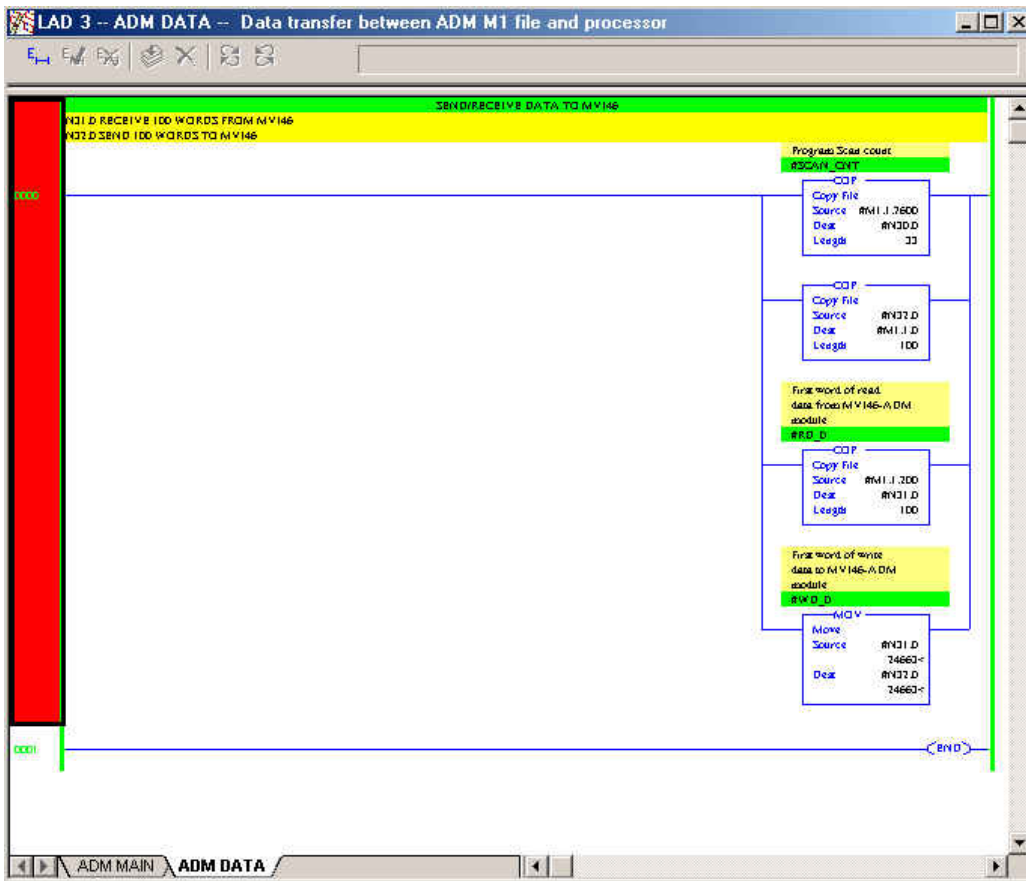 LAD 3 -- ADM DATA -- Data transfer between ADM M1 file and processor
SEND/RECEIVE DATA TO MVI46
N31:0 RECEIVE 100 WORDS FROM MVI46
N32:0 SEND 100 WORDS TO MVI46
Program Scan count
#SCAN_CNT
0000
COP
Copy File
Source #M1:1.7600
Dest #N30:0
Length 33
COP
Copy File
Source #N32:0
Dest #M1:1.0
Length 100
First word of read
data from MVI46-ADM
module
#RD_D
COP
Copy File
Source #M1:1.200
Dest #N31:0
Length 100
First word of write
data to MVI46-ADM
module
#WD_D
MOV
Move
Source #N31:0
24663<
Dest #N32:0
24663<
0001
END
ADM MAIN
ADM DATA